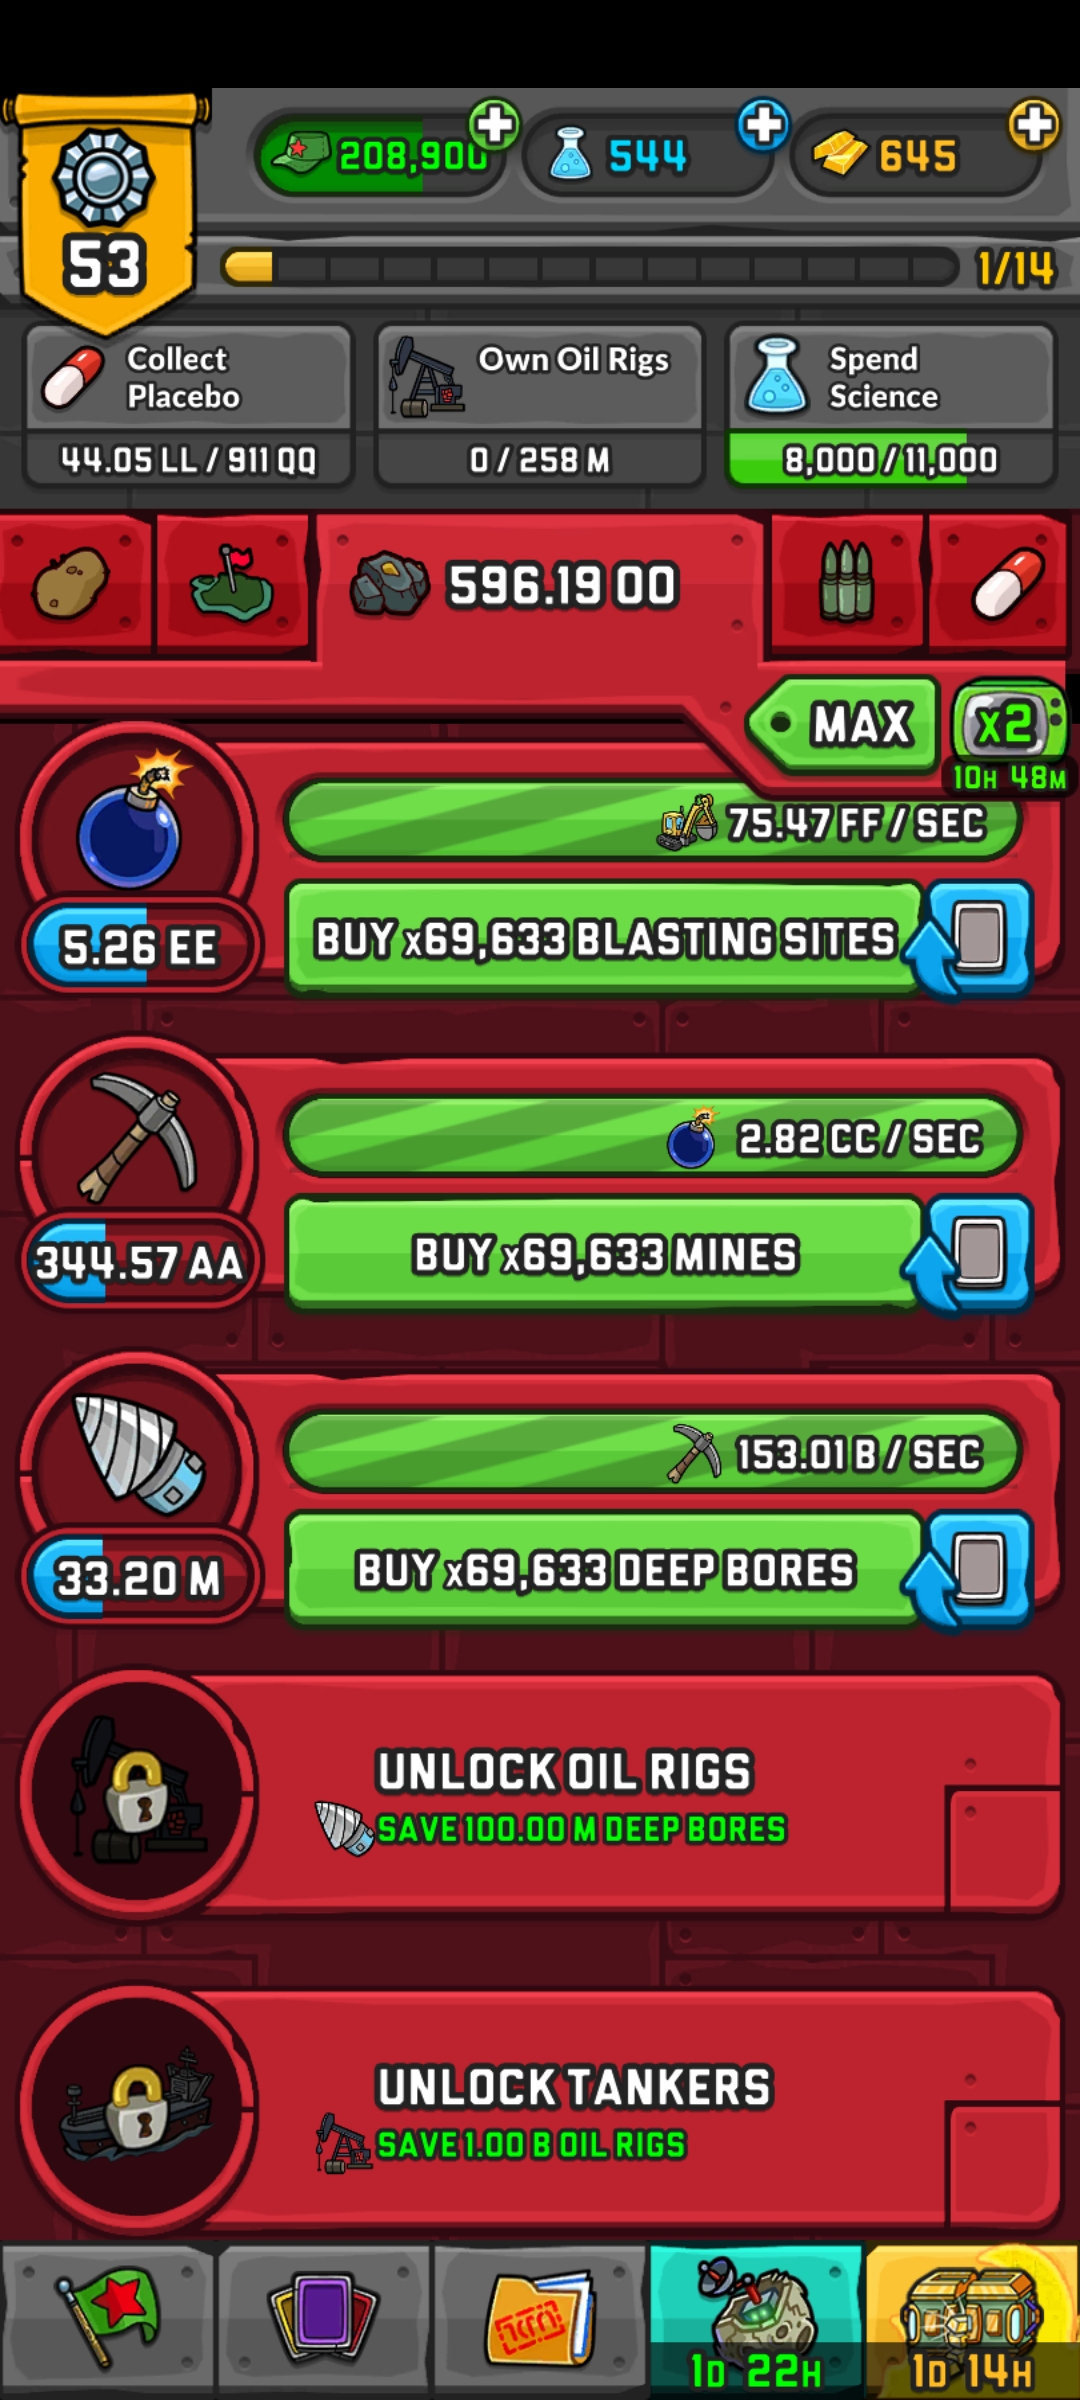 53
208,900
544
645
1/14
Collect
Placebo
44.05 LL / 911 QQ
Own Oil Rigs
0 / 258 M
Spend
Science
8,000 / 11,000
596.19 OO
MAX
x2
10H 48M
75.47 FF / SEC
5.26 EE
BUY x69,633 BLASTING SITES
2.82 CC / SEC
344.57 AA
BUY x69,633 MINES
153.01 B / SEC
33.20 M
BUY x69,633 DEEP BORES
UNLOCK OIL RIGS
SAVE 100.00 M DEEP BORES
UNLOCK TANKERS
SAVE 1.00 B OIL RIGS
1D 22H
1D 14H